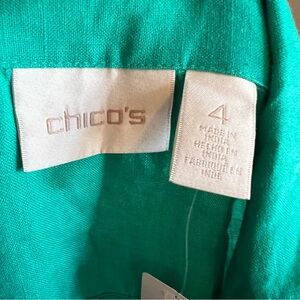 chico's
4
MADE IN
INDIA
HECHO EN
INDIA
FABRIQUÉ EN
INDE